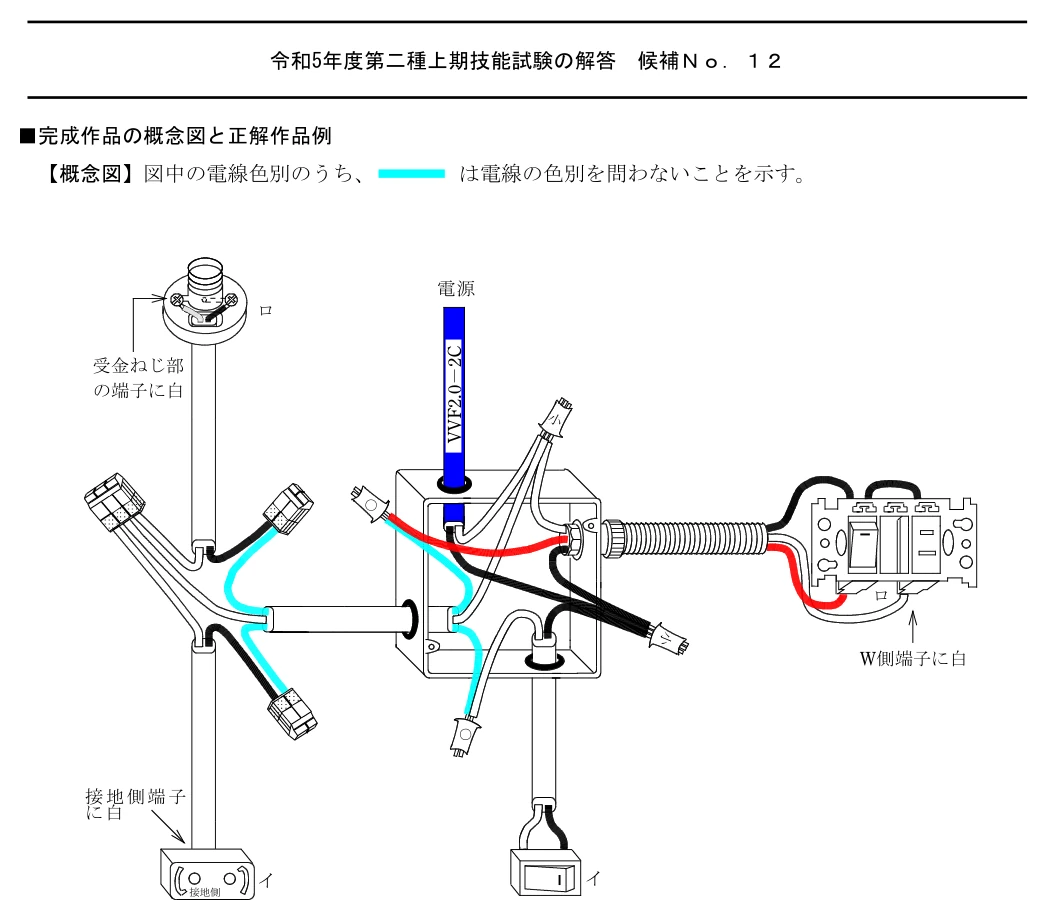 令和5年度第二種上期技能試験の解答　候補Ｎｏ．１２
■完成作品の概念図と正解作品例
【概念図】図中の電線色別のうち、 は電線の色別を問わないことを示す。
電源
ロ
受金ねじ部
の端子に白
VVF2.0－2C
小
○
ロ
小
W側端子に白
○
接地側端子
に白
接地側
イ
イ